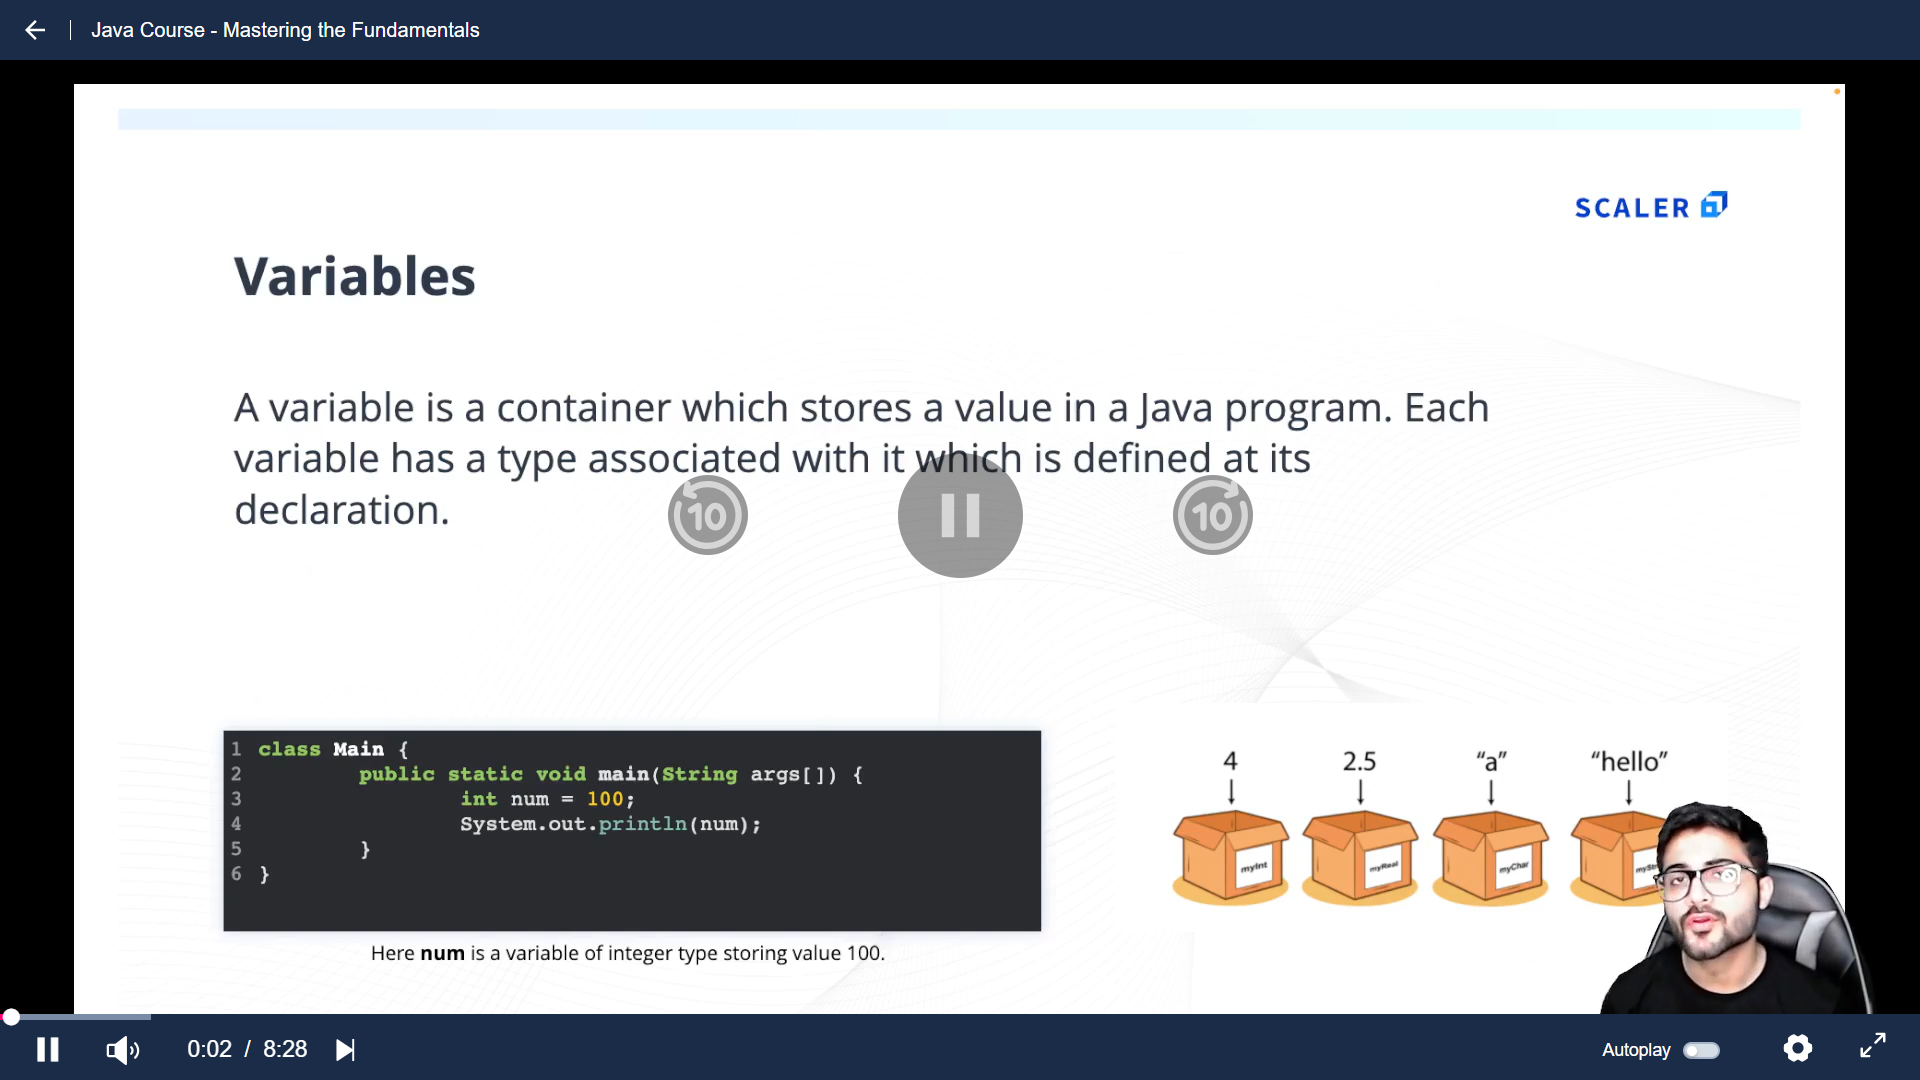 Java Course - Mastering the Fundamentals
SCALER
Variables
A variable is a container which stores a value in a Java program. Each
variable has a type associated with it which is defined at its
declaration.
10
10
1 class Main {
2 public static void main(String args[]) {
3 int num = 100;
4 System.out.println(num);
5 }
6 }
Here num is a variable of integer type storing value 100.
4 2.5 “a” “hello”
myInt myReal myChar
0:02 / 8:28
Autoplay